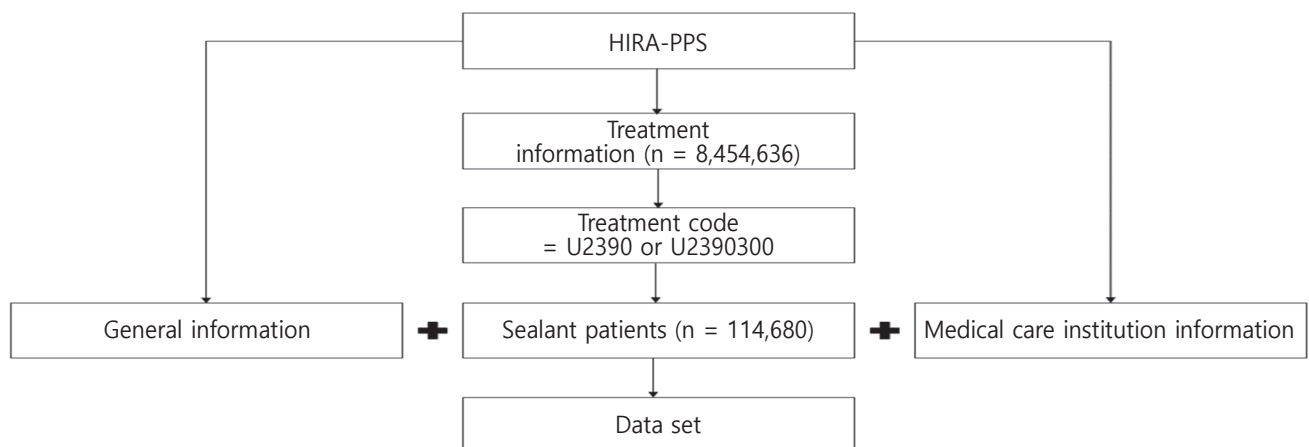 HIRA-PPS
Treatment
information (n = 8,454,636)
Treatment code
= U2390 or U2390300
General information
Sealant patients (n = 114,680)
Medical care institution information
Data set